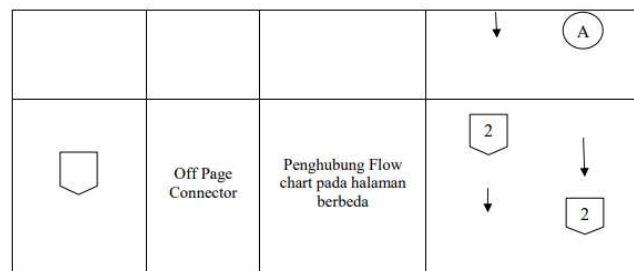 A
Off Page
Connector
Penghubung Flow
chart pada halaman
berbeda
2
2